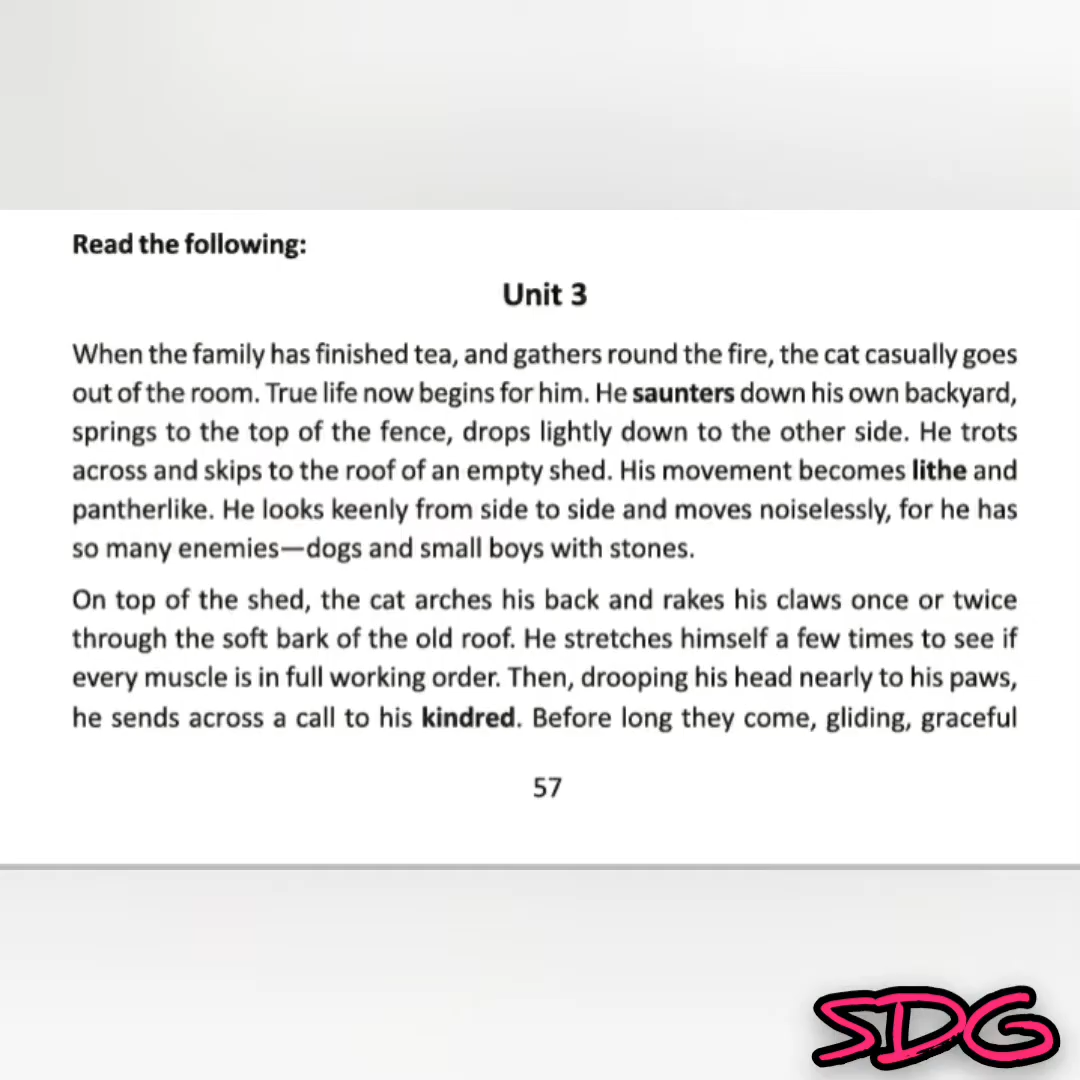 Read the following:
Unit 3
When the family has finished tea, and gathers round the fire, the cat casually goes
out of the room. True life now begins for him. He saunters down his own backyard,
springs to the top of the fence, drops lightly down to the other side. He trots
across and skips to the roof of an empty shed. His movement becomes lithe and
pantherlike. He looks keenly from side to side and moves noiselessly, for he has
so many enemies—dogs and small boys with stones.
On top of the shed, the cat arches his back and rakes his claws once or twice
through the soft bark of the old roof. He stretches himself a few times to see if
every muscle is in full working order. Then, drooping his head nearly to his paws,
he sends across a call to his kindred. Before long they come, gliding, graceful
57
SDG